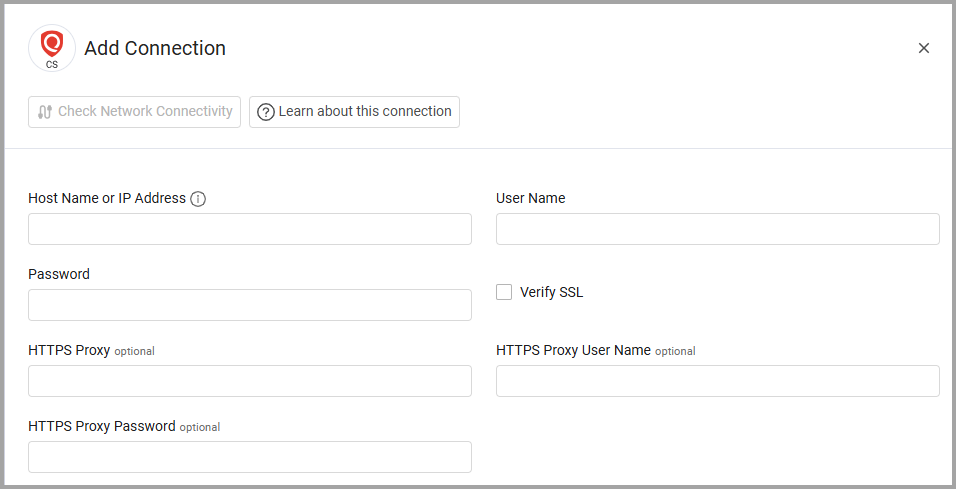 CS
Add Connection
Check Network Connectivity
Learn about this connection
Host Name or IP Address
User Name
Password
Verify SSL
HTTPS Proxy optional
HTTPS Proxy User Name optional
HTTPS Proxy Password optional